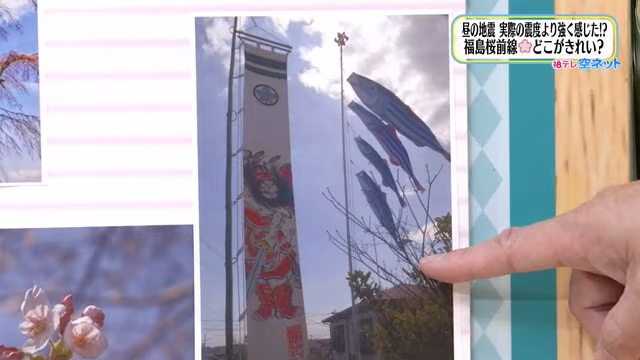 昼の地震 実際の震度より強く感じた!?
福島桜前線🌸どこがきれい?
福テレ空ネット